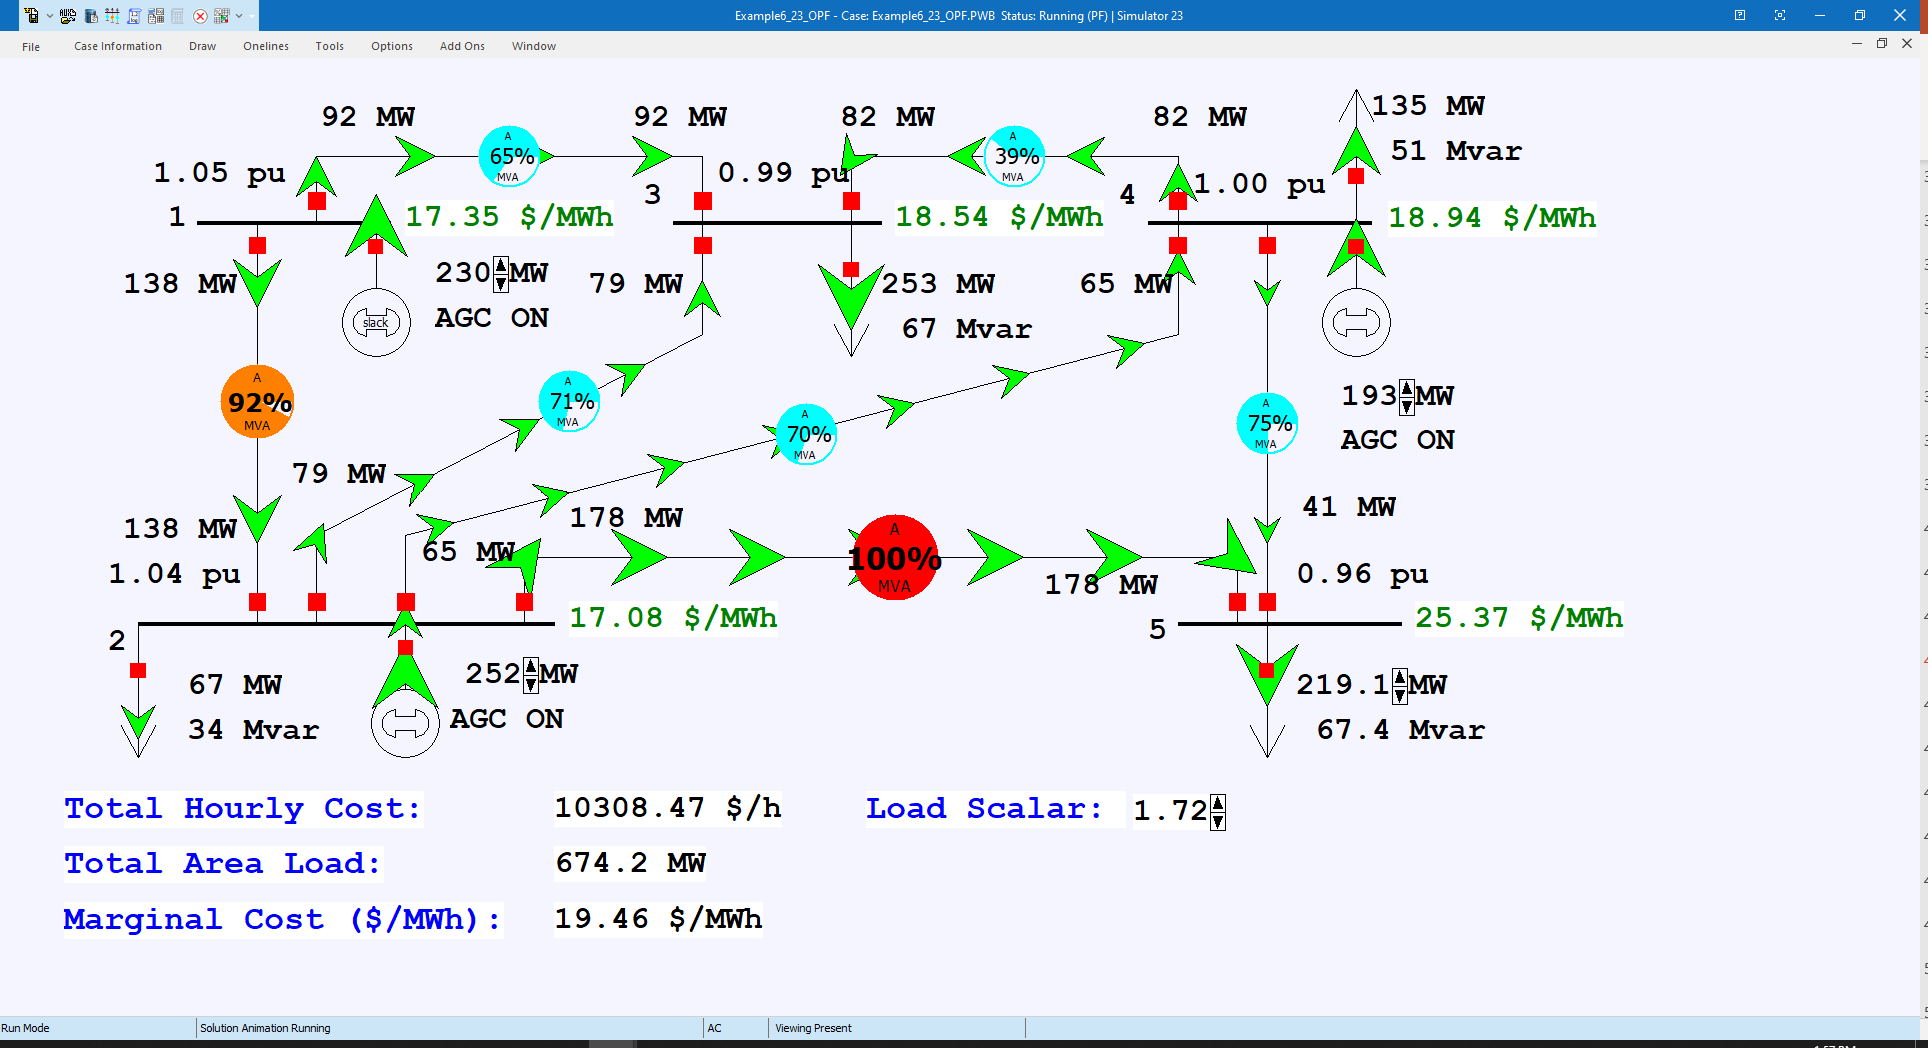 Example6_23_OPF - Case: Example6_23_OPF.PWB Status: Running (PF) | Simulator 23
File Case Information Draw Onelines Tools Options Add Ons Window
92 MW 92 MW 82 MW 82 MW 135 MW
A 65% MVA
A 39% MVA
51 Mvar
1.05 pu 0.99 pu 1.00 pu
3 4
1 17.35 $/MWh 18.54 $/MWh 18.94 $/MWh
138 MW 230 MW 79 MW 253 MW 65 MW
slack AGC ON 67 Mvar
A 92% MVA
A 71% MVA
A 70% MVA
A 75% MVA
193 MW
AGC ON
79 MW
138 MW 178 MW 41 MW
65 MW
A 100% MVA
1.04 pu 178 MW 0.96 pu
2 17.08 $/MWh 5 25.37 $/MWh
67 MW 252 MW 219.1 MW
34 Mvar AGC ON 67.4 Mvar
Total Hourly Cost: 10308.47 $/h Load Scalar: 1.72
Total Area Load: 674.2 MW
Marginal Cost ($/MWh): 19.46 $/MWh
Run Mode Solution Animation Running AC Viewing Present